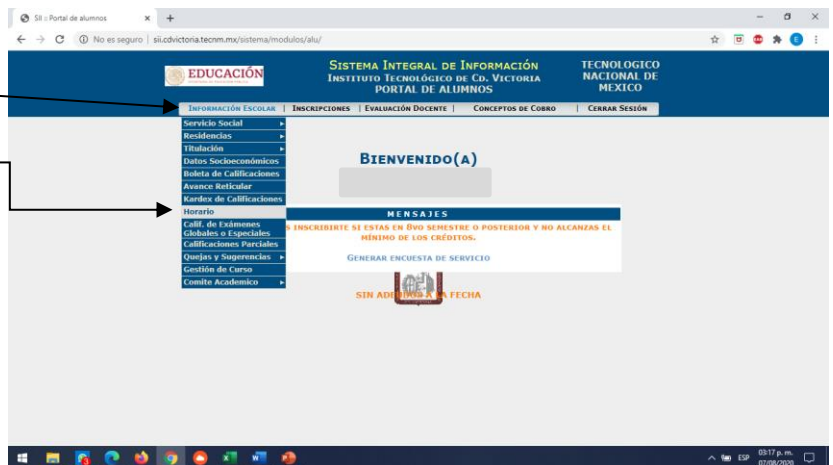 SII :: Portal de alumnos
No es seguro | sii.cdvictoria.tecnm.mx/sistema/modulos/alu/
EDUCACIÓN
SISTEMA INTEGRAL DE INFORMACIÓN
INSTITUTO TECNOLÓGICO DE CD. VICTORIA
PORTAL DE ALUMNOS
TECNOLOGICO
NACIONAL DE
MEXICO
INFORMACIÓN ESCOLAR | INSCRIPCIONES | EVALUACIÓN DOCENTE | CONCEPTOS DE COBRO | CERRAR SESIÓN
Servicio Social
Residencias
Titulación
Datos Socioeconómicos
Boleta de Calificaciones
Avance Reticular
Kardex de Calificaciones
Horario
Calif. de Exámenes
Globales o Especiales
Calificaciones Parciales
Quejas y Sugerencias
Gestión de Curso
Comite Academico
BIENVENIDO(A)
MENSAJES
S INSCRIBIRTE SI ESTAS EN 8VO SEMESTRE O POSTERIOR Y NO ALCANZAS EL
MÍNIMO DE LOS CRÉDITOS.
GENERAR ENCUESTA DE SERVICIO
SIN ADEUDOS A LA FECHA
ESP
03:17 p. m.
07/08/2020